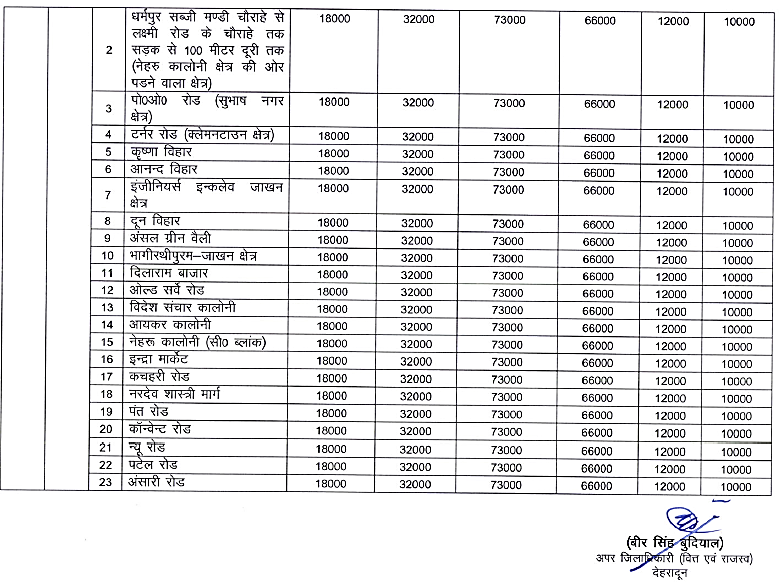 धर्मपुर सब्जी मण्डी चौराहे से
लक्ष्मी रोड के चौराहे तक
2 सड़क से 100 मीटर दूरी तक 18000 32000 73000 66000 12000 10000
(नेहरु कालोनी क्षेत्र की ओर
पडने वाला क्षेत्र)
3 पो0ओ0 रोड (सुभाष नगर 18000 32000 73000 66000 12000 10000
क्षेत्र)
4 टर्नर रोड (क्लेमनटाउन क्षेत्र) 18000 32000 73000 66000 12000 10000
5 कृष्णा विहार 18000 32000 73000 66000 12000 10000
6 आनन्द विहार 18000 32000 73000 66000 12000 10000
7 इंजीनियर्स इन्कलेव जाखन 18000 32000 73000 66000 12000 10000
क्षेत्र
8 दून विहार 18000 32000 73000 66000 12000 10000
9 अंसल ग्रीन वैली 18000 32000 73000 66000 12000 10000
10 भागीरथीपुरम–जाखन क्षेत्र 18000 32000 73000 66000 12000 10000
11 दिलाराम बाजार 18000 32000 73000 66000 12000 10000
12 ओल्ड सर्वे रोड 18000 32000 73000 66000 12000 10000
13 विदेश संचार कालोनी 18000 32000 73000 66000 12000 10000
14 आयकर कालोनी 18000 32000 73000 66000 12000 10000
15 नेहरू कालोनी (सी0 ब्लांक) 18000 32000 73000 66000 12000 10000
16 इन्द्रा मार्केट 18000 32000 73000 66000 12000 10000
17 कचहरी रोड 18000 32000 73000 66000 12000 10000
18 नरदेव शास्त्री मार्ग 18000 32000 73000 66000 12000 10000
19 पंत रोड 18000 32000 73000 66000 12000 10000
20 कॉन्वेन्ट रोड 18000 32000 73000 66000 12000 10000
21 न्यू रोड 18000 32000 73000 66000 12000 10000
22 पटेल रोड 18000 32000 73000 66000 12000 10000
23 अंसारी रोड 18000 32000 73000 66000 12000 10000
(बीर सिंह बुदियाल)
अपर जिलाधिकारी (वित्त एवं राजस्व)
देहरादून